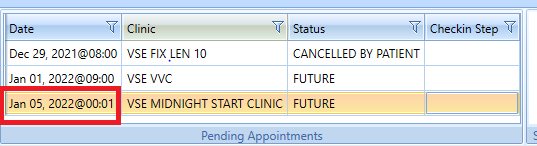 Date Clinic Status Checkin Step
Dec 29, 2021@08:00 VSE FIX LEN 10 CANCELLED BY PATIENT
Jan 01, 2022@09:00 VSE VVC FUTURE
Jan 05, 2022@00:01 VSE MIDNIGHT START CLINIC FUTURE
Pending Appointments
S